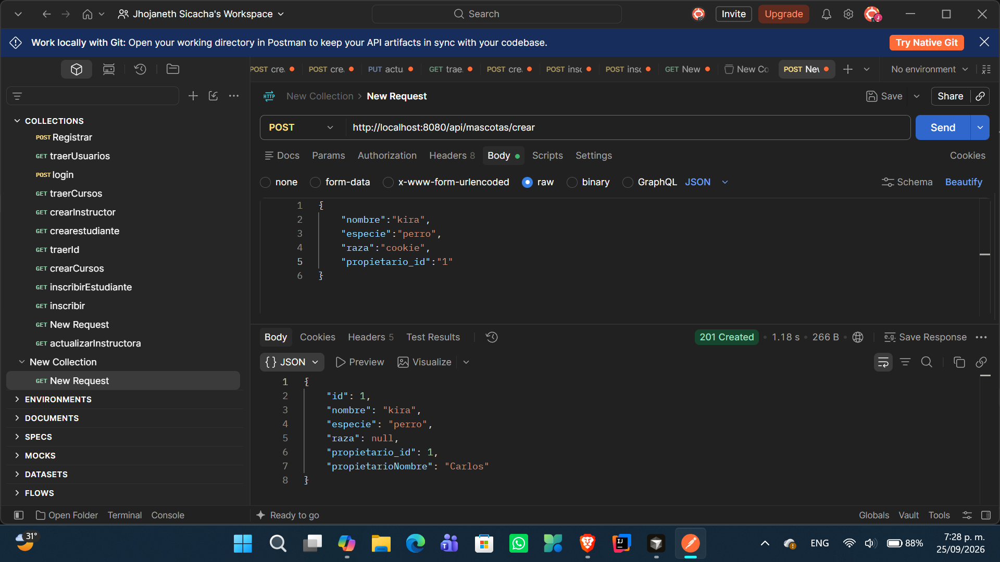 Jhojaneth Sicacha's Workspace
Search
Invite
Upgrade
Work locally with Git: Open your working directory in Postman to keep your API artifacts in sync with your codebase.
Try Native Git
POST cre
POST cre
PUT actu
GET trae
POST cre
POST insc
POST insc
GET New
New Co
POST Nev
No environment
New Collection > New Request
Save
Share
POST
http://localhost:8080/api/mascotas/crear
Send
Docs
Params
Authorization
Headers 8
Body
Scripts
Settings
Cookies
none
form-data
x-www-form-urlencoded
raw
binary
GraphQL
JSON
Schema
Beautify
1 {
2 "nombre":"kira",
3 "especie":"perro",
4 "raza":"cookie",
5 "propietario_id":"1"
6 }
COLLECTIONS
POST Registrar
GET traerUsuarios
POST login
GET traerCursos
GET crearInstructor
GET crearestudiante
GET traerId
GET crearCursos
GET inscribirEstudiante
GET inscribir
GET New Request
GET actualizarInstructora
New Collection
GET New Request
ENVIRONMENTS
DOCUMENTS
SPECS
MOCKS
DATASETS
FLOWS
Body
Cookies
Headers 5
Test Results
201 Created
1.18 s
266 B
e.g. Save Response
{} JSON
Preview
Visualize
1 {
2 "id": 1,
3 "nombre": "kira",
4 "especie": "perro",
5 "raza": null,
6 "propietario_id": 1,
7 "propietarioNombre": "Carlos"
8 }
Open Folder
Terminal
Console
Ready to go
Globals
Vault
Tools
31°
ENG
88%
7:28 p. m.
25/09/2026